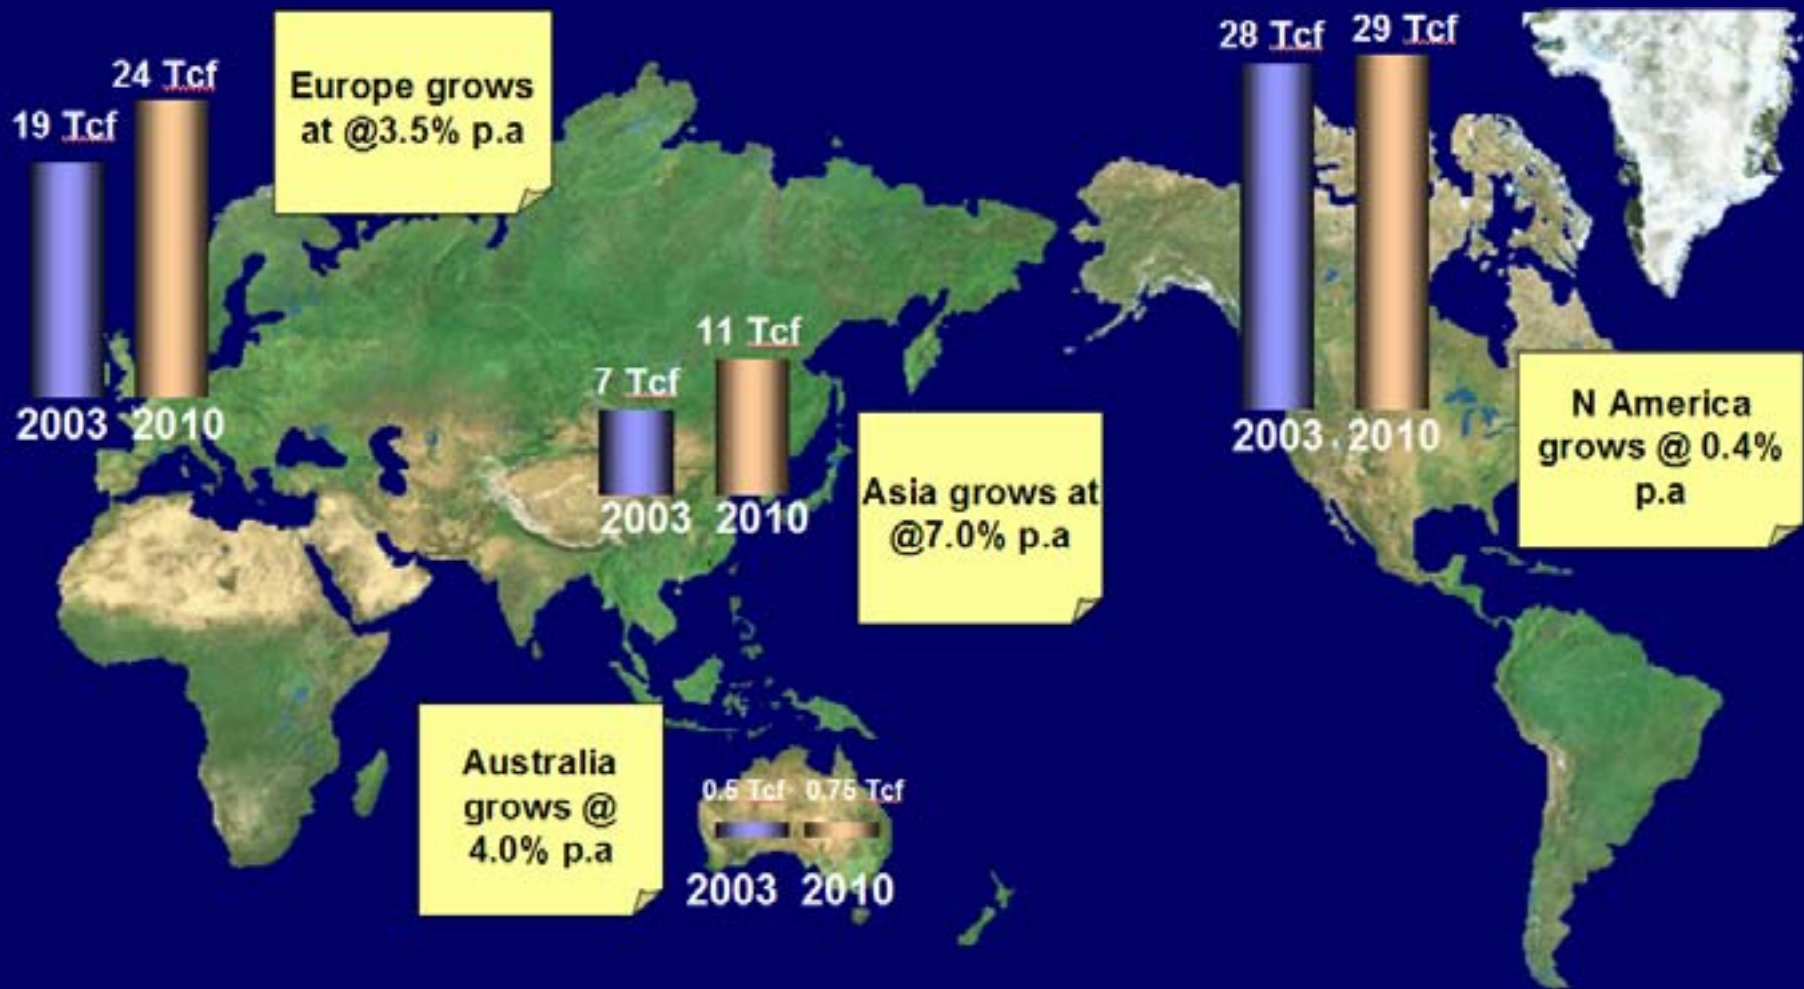 19 Tcf
24 Tcf
2003 2010
Europe grows
at @3.5% p.a
7 Tcf
11 Tcf
2003 2010
Asia grows at
@7.0% p.a
28 Tcf 29 Tcf
2003 2010
N America
grows @ 0.4%
p.a
Australia
grows @
4.0% p.a
0.5 Tcf 0.75 Tcf
2003 2010